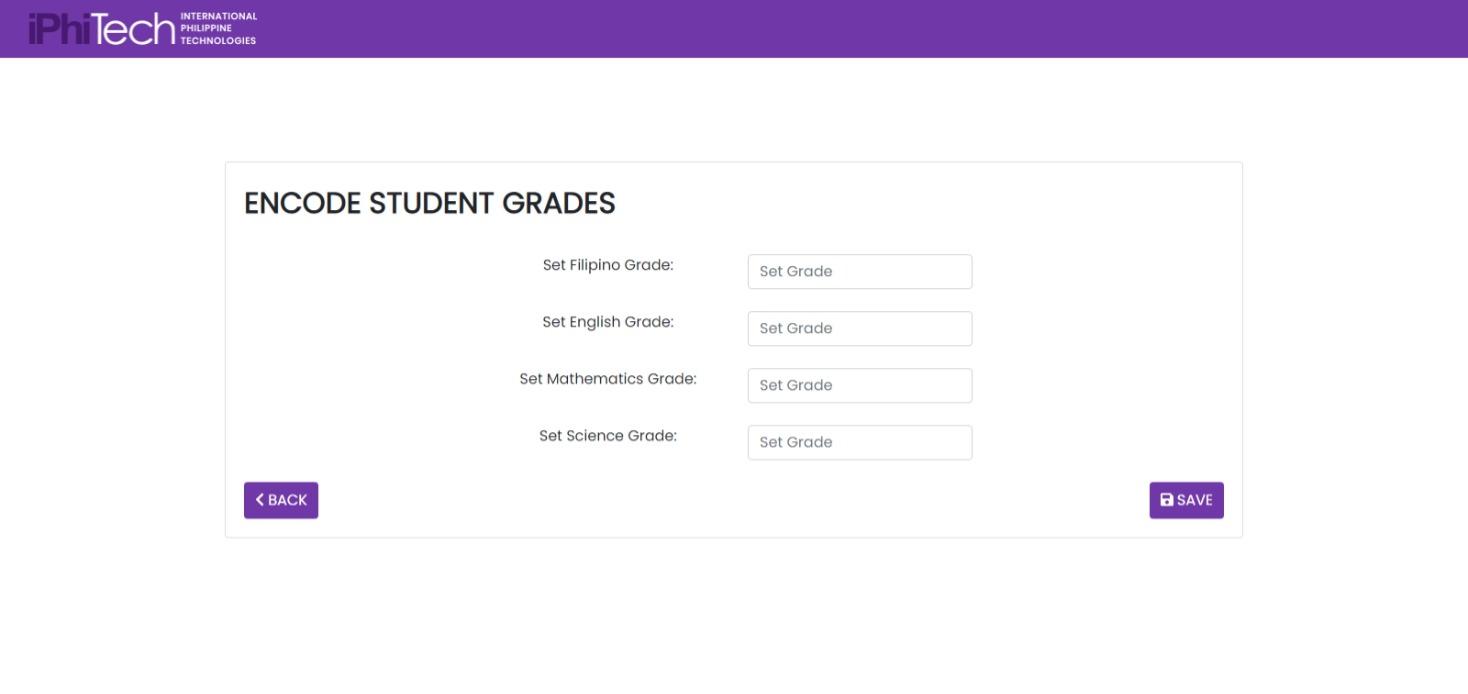 iPhiTech
INTERNATIONAL
PHILIPPINE
TECHNOLOGIES
ENCODE STUDENT GRADES
Set Filipino Grade:
Set Grade
Set English Grade:
Set Grade
Set Mathematics Grade:
Set Grade
Set Science Grade:
Set Grade
BACK
SAVE